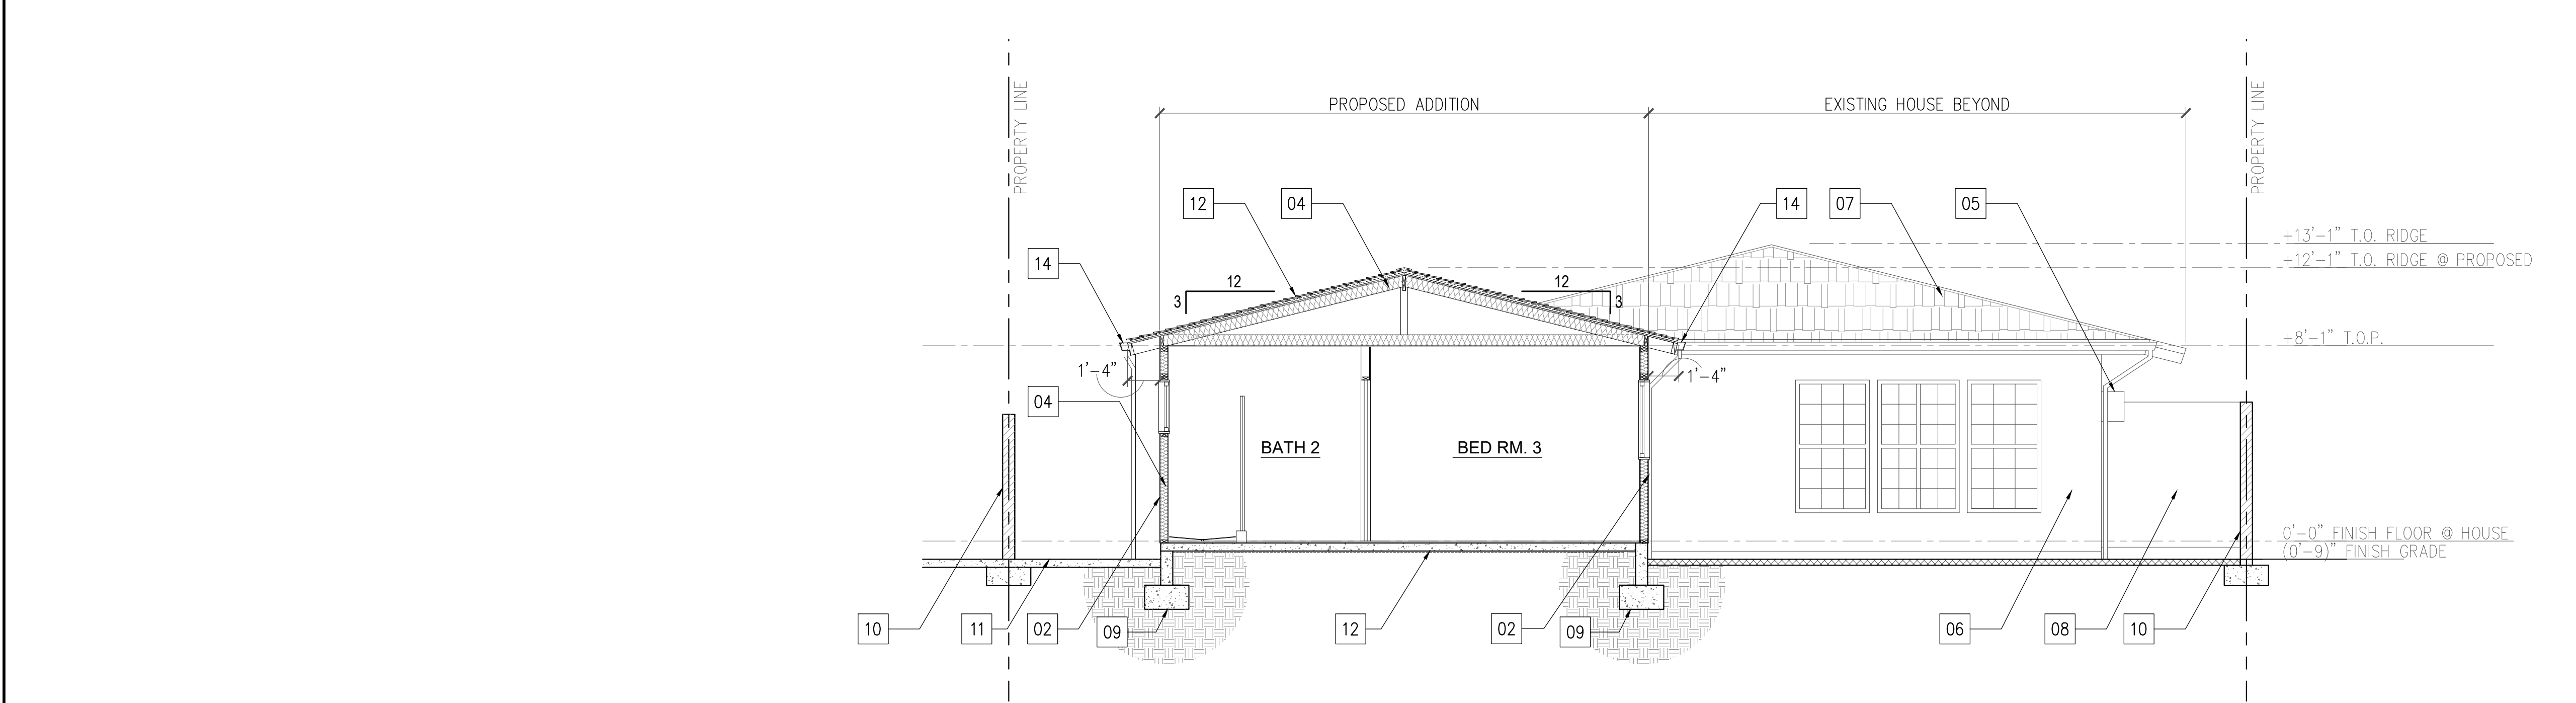 PROPERTY LINE
PROPOSED ADDITION
EXISTING HOUSE BEYOND
PROPERTY LINE
12
04
14
07
05
14
+13'-1" T.O. RIDGE
+12'-1" T.O. RIDGE @ PROPOSED
12
3
12
3
+8'-1" T.O.P.
1'-4"
1'-4"
04
BATH 2
BED RM. 3
0'-0" FINISH FLOOR @ HOUSE
(0'-9)" FINISH GRADE
10
11
02
09
12
02
09
06
08
10